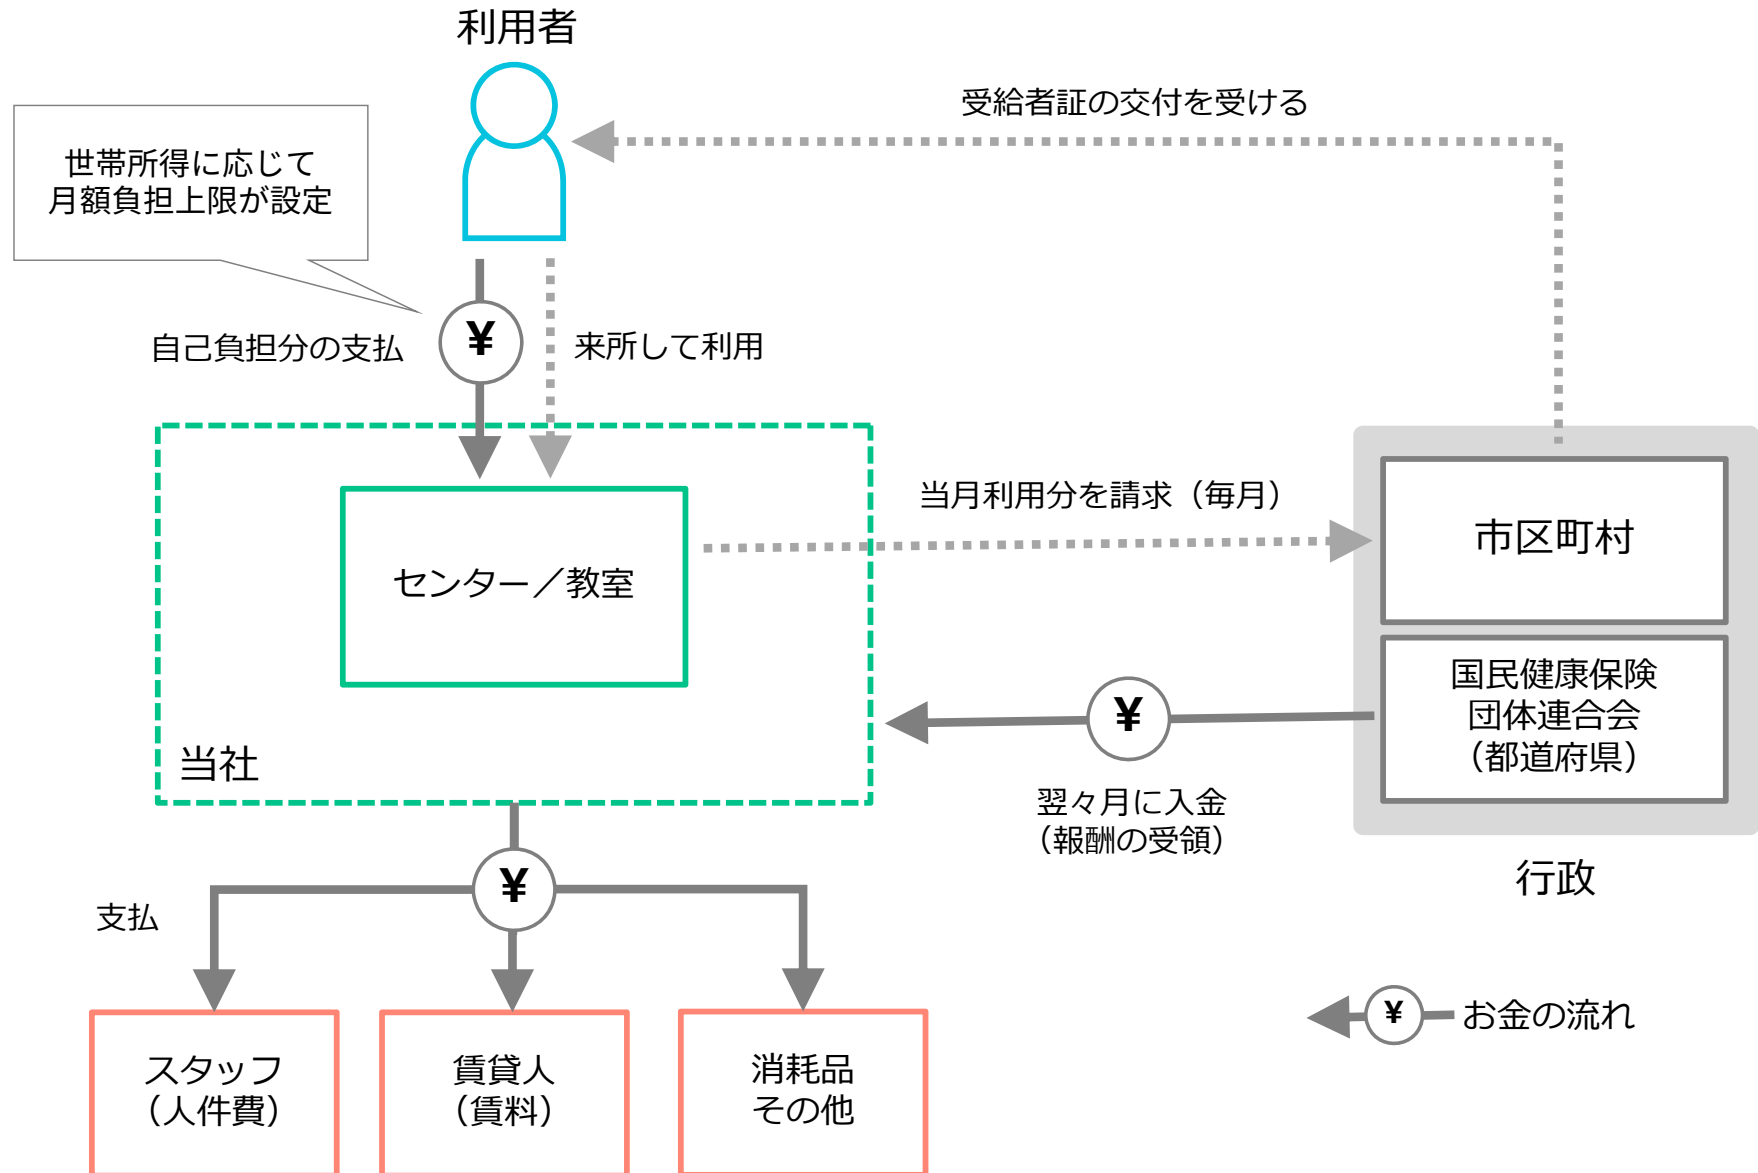 利用者
受給者証の交付を受ける
世帯所得に応じて
月額負担上限が設定
¥
自己負担分の支払
来所して利用
当月利用分を請求（毎月）
市区町村
センター／教室
国民健康保険
団体連合会
（都道府県）
¥
当社
翌々月に入金
（報酬の受領）
行政
¥
支払
¥
お金の流れ
スタッフ
（人件費）
賃貸人
（賃料）
消耗品
その他